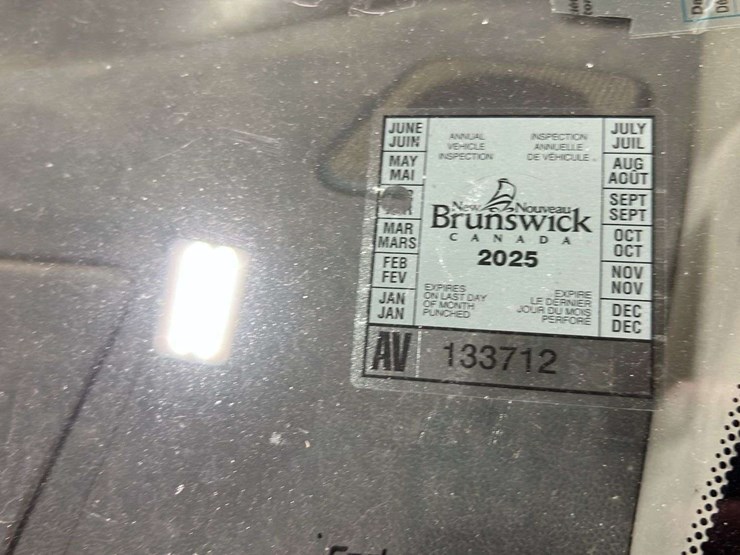 JUNE
JUIN
MAY
MAI
MAR
MARS
FEB
FEV
JAN
JAN
ANNUAL
VEHICLE
INSPECTION
INSPECTION
ANNUELLE
DE VÉHICULE
New Nouveau
Brunswick
CANADA
2025
EXPIRES
ON LAST DAY
OF MONTH
PUNCHED
EXPIRE
LE DERNIER
JOUR DU MOIS
PERFORÉ
JULY
JUIL
AUG
AOÛT
SEPT
SEPT
OCT
OCT
NOV
NOV
DEC
DEC
AV 133712